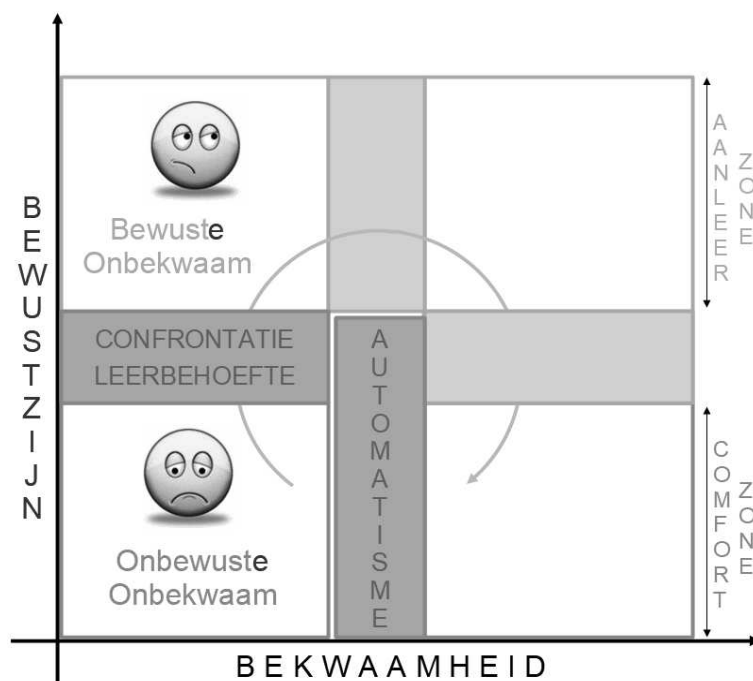 BEWUSTZIJN
Bewuste
Onbekwaam
CONFRONTATIE
LEERBEHOEFTE
Onbewuste
Onbekwaam
AUTOMATISME
AANLEER
ZONE
COMFORT
ZONE
BEKWAAMHEID